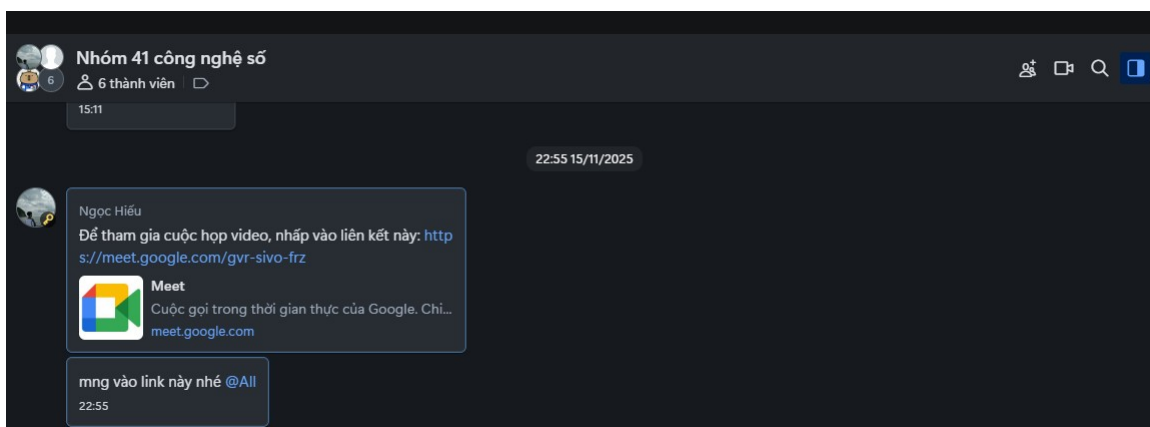 Nhóm 41 công nghệ số
6
6 thành viên
15:11
22:55 15/11/2025
Ngọc Hiếu
Để tham gia cuộc họp video, nhấp vào liên kết này: http
s://meet.google.com/gvr-sivo-frz
Meet
Cuộc gọi trong thời gian thực của Google. Chi...
meet.google.com
mng vào link này nhé @All
22:55